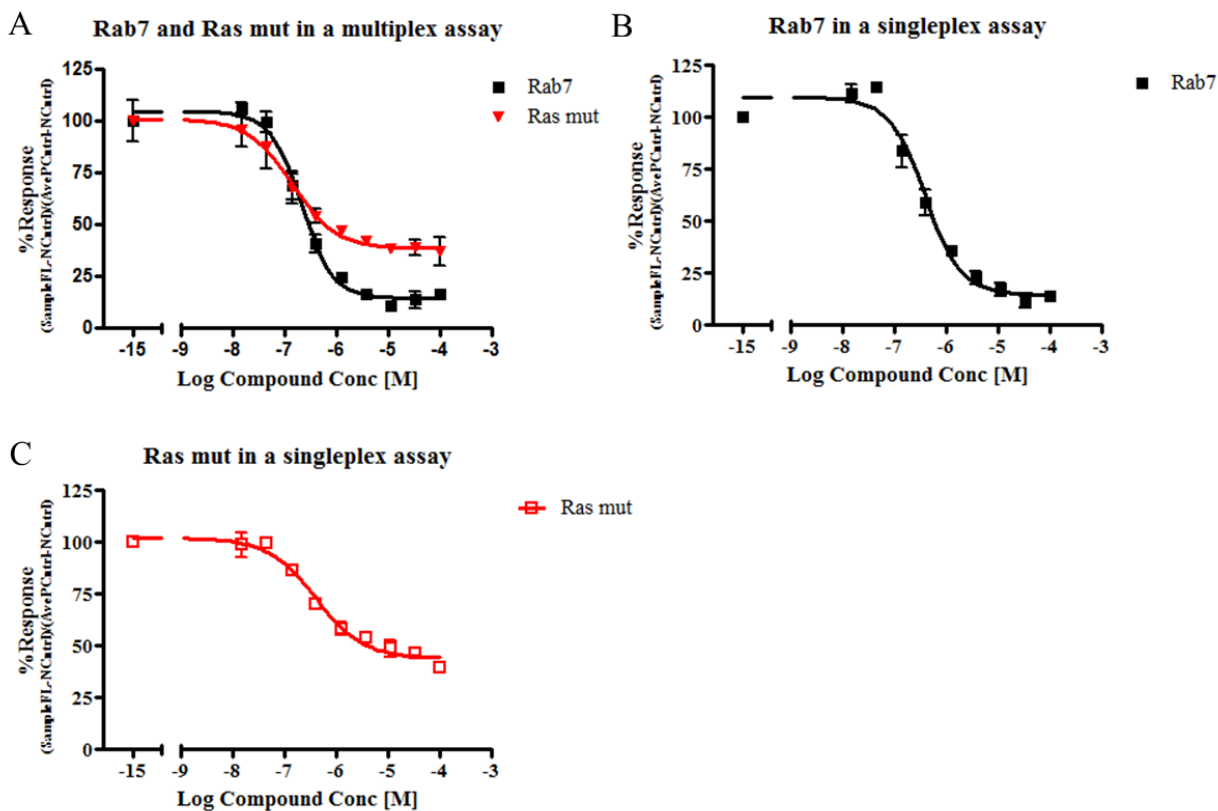 A
Rab7 and Ras mut in a multiplex assay
%Response
(SampleFL-NCntrl)/(AvePCntrl-NCntrl)
125
100
75
50
25
0
-15
-9
-8
-7
-6
-5
-4
-3
Log Compound Conc [M]
Rab7
Ras mut
B
Rab7 in a singleplex assay
%Response
(SampleFL-NCntrl)/(AvePCntrl-NCntrl)
125
100
75
50
25
0
-15
-9
-8
-7
-6
-5
-4
-3
Log Compound Conc [M]
Rab7
C
Ras mut in a singleplex assay
%Response
(SampleFL-NCntrl)/(AvePCntrl-NCntrl)
125
100
75
50
25
0
-15
-9
-8
-7
-6
-5
-4
-3
Log Compound Conc [M]
Ras mut